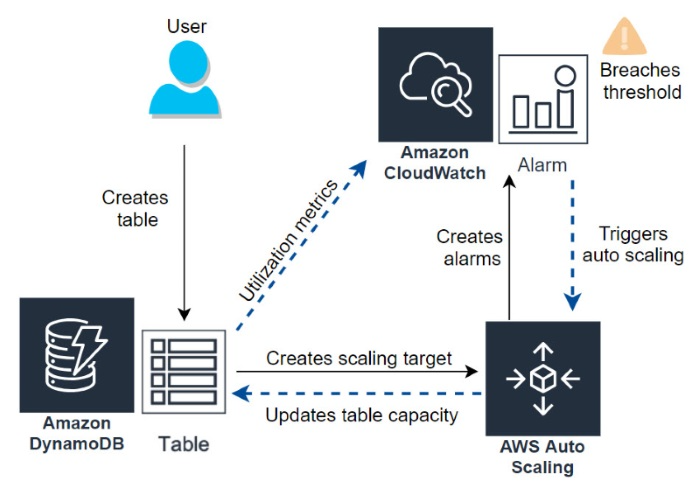 User
Breaches
threshold
Amazon
CloudWatch
Alarm
Creates
table
Utilization metrics
Creates
alarms
Triggers
auto scaling
Creates scaling target
Updates table capacity
Amazon
DynamoDB
Table
AWS Auto
Scaling